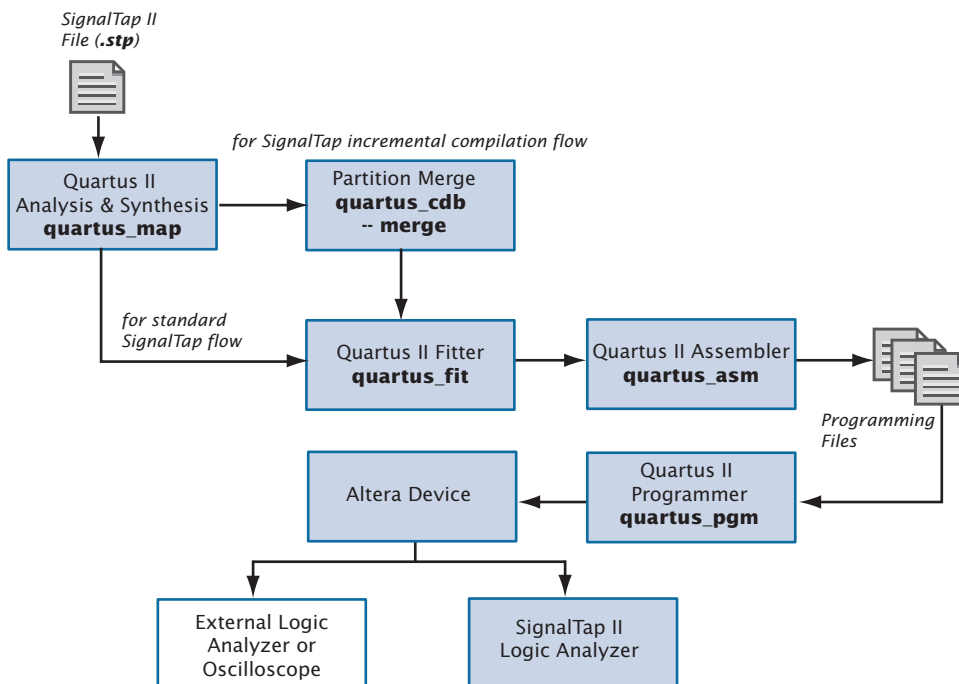 SignalTap II
File (.stp)
for SignalTap incremental compilation flow
Quartus II
Analysis & Synthesis
quartus_map
Partition Merge
quartus_cdb
-- merge
for standard
SignalTap flow
Quartus II Fitter
quartus_fit
Quartus II Assembler
quartus_asm
Programming
Files
Altera Device
Quartus II
Programmer
quartus_pgm
External Logic
Analyzer or
Oscilloscope
SignalTap II
Logic Analyzer